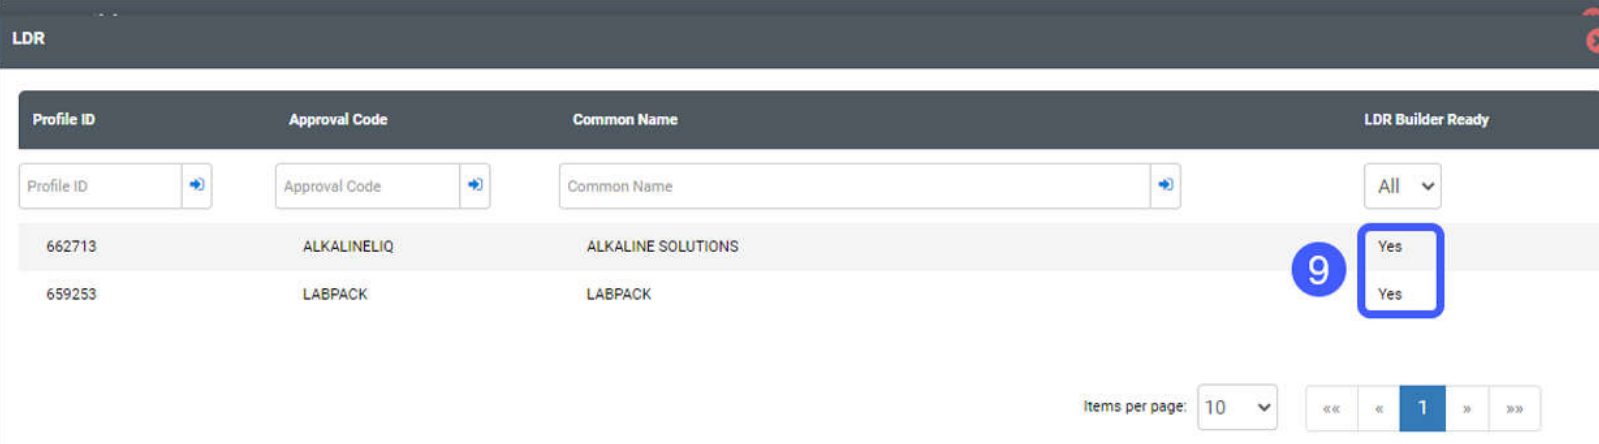 LDR
Profile ID Approval Code Common Name LDR Builder Ready
Profile ID Approval Code Common Name All
662713 ALKALINELIQ ALKALINE SOLUTIONS Yes
9
659253 LABPACK LABPACK Yes
Items per page: 10 «« « 1 » »»